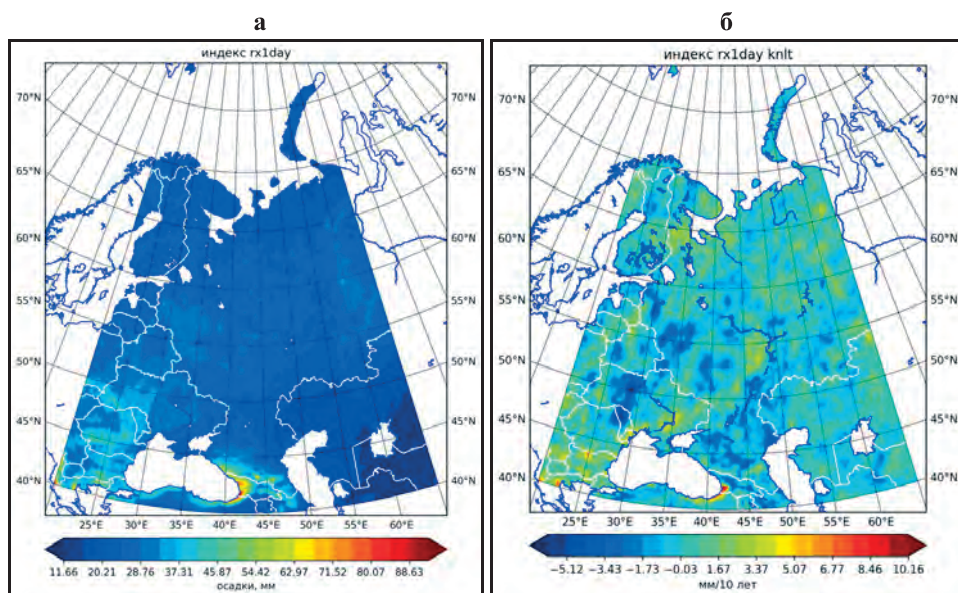 а
индекс rx1day
70°N
65°N
60°N
55°N
50°N
45°N
40°N
70°N
65°N
60°N
55°N
50°N
45°N
40°N
25°E 30°E 35°E 40°E 45°E 50°E 55°E 60°E
11.66 20.21 28.76 37.31 45.87 54.42 62.97 71.52 80.07 88.63
осадки, мм
б
индекс rx1day knlt
70°N
65°N
60°N
55°N
50°N
45°N
40°N
70°N
65°N
60°N
55°N
50°N
45°N
40°N
25°E 30°E 35°E 40°E 45°E 50°E 55°E 60°E
−5.12 −3.43 −1.73 −0.03 1.67 3.37 5.07 6.77 8.46 10.16
мм/10 лет